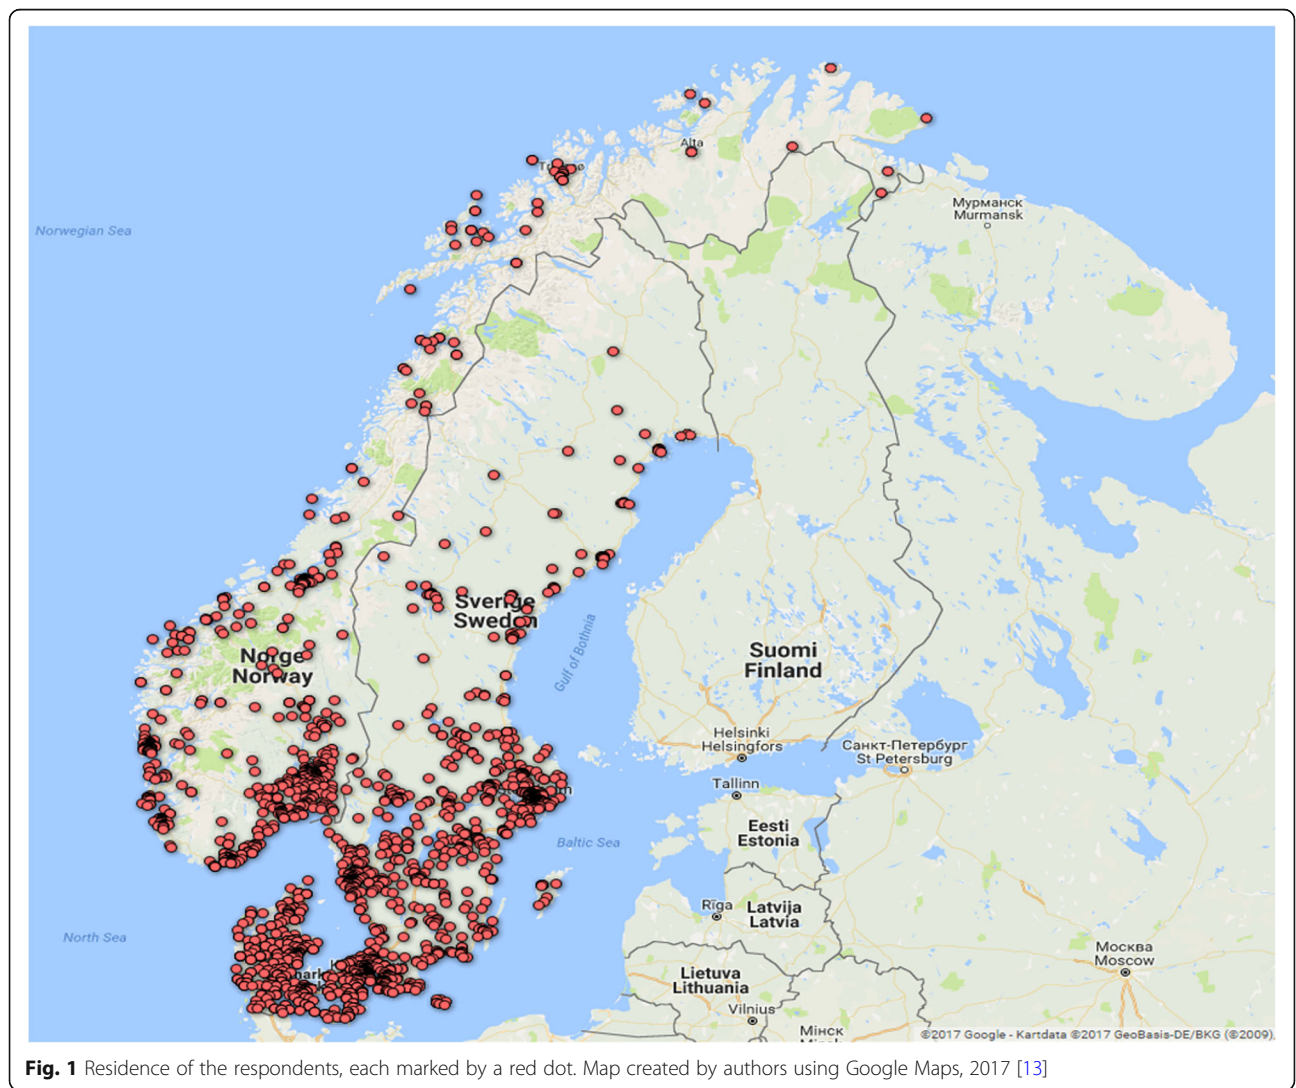 Alta
Мурманск
Murmansk
Norwegian Sea
Sverige
Sweden
Gulf of Bothnia
Norge
Norway
Suomi
Finland
Helsinki
Helsingfors
Санкт-Петербург
St Petersburg
Tallinn
Eesti
Estonia
Baltic Sea
Rīga
Latvija
Latvia
North Sea
Москва
Moscow
Lietuva
Lithuania
Vilnius
Мінск
©2017 Google - Kartdata ©2017 GeoBasis-DE/BKG (©2009)
Fig. 1 Residence of the respondents, each marked by a red dot. Map created by authors using Google Maps, 2017 [13]